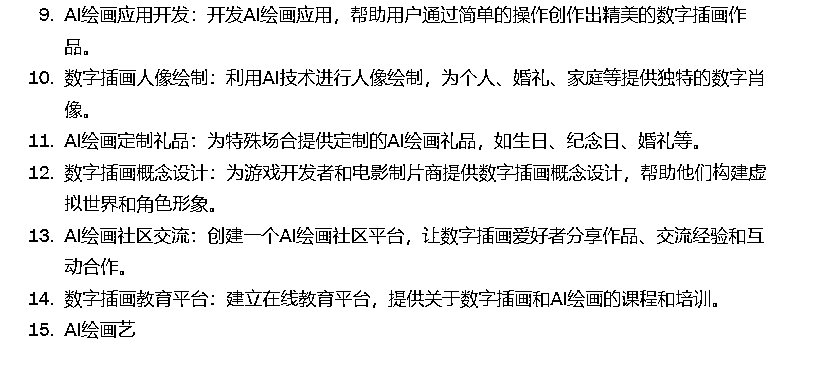 9. AI绘画应用开发：开发AI绘画应用，帮助用户通过简单的操作创作出精美的数字插画作
品。
10. 数字插画人像绘制：利用AI技术进行人像绘制，为个人、婚礼、家庭等提供独特的数字肖
像。
11. AI绘画定制礼品：为特殊场合提供定制的AI绘画礼品，如生日、纪念日、婚礼等。
12. 数字插画概念设计：为游戏开发者和电影制片商提供数字插画概念设计，帮助他们构建虚
拟世界和角色形象。
13. AI绘画社区交流：创建一个AI绘画社区平台，让数字插画爱好者分享作品、交流经验和互
动合作。
14. 数字插画教育平台：建立在线教育平台，提供关于数字插画和AI绘画的课程和培训。
15. AI绘画艺